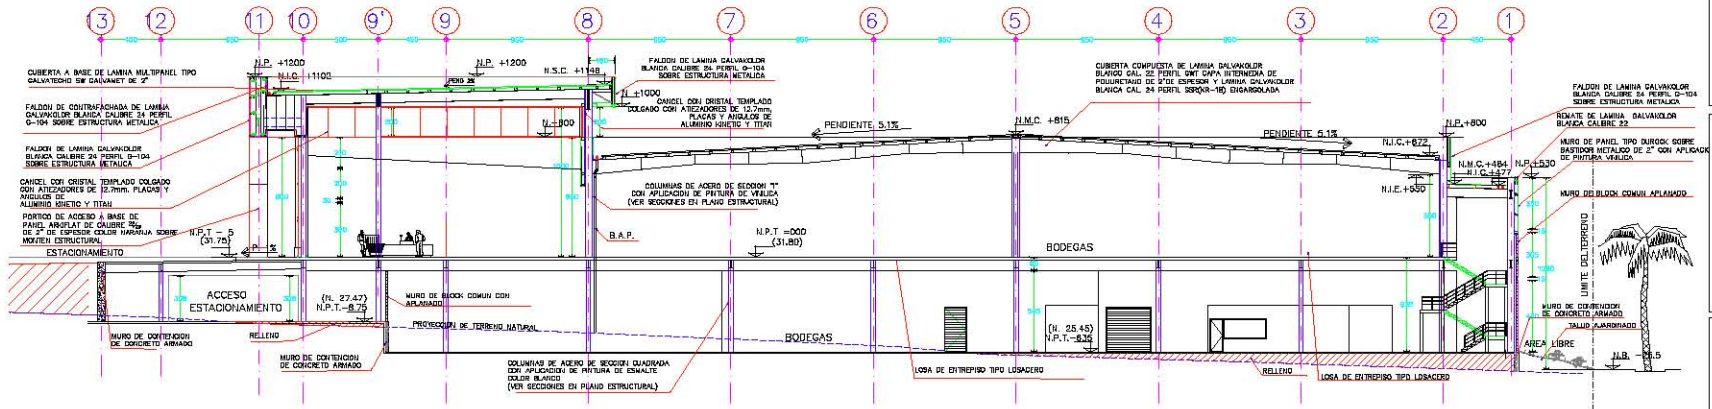 13
12
11
10
9'
9
8
7
6
5
4
3
2
1
N.P. +1200
N.P. +1200
N.S.C. +1148
CUBIERTA A BASE DE LAMINA MULTIPANEL TIPO
GALVATECHO SW GALVAMET DE 2"
FALDON DE CONTRAFACHADA DE LAMINA
GALVAKOLOR BLANCA CALIBRE 24 PERFIL
O-104 SOBRE ESTRUCTURA METALICA
FALDON DE LAMINA GALVAKOLOR
BLANCA CALIBRE 24 PERFIL O-104
SOBRE ESTRUCTURA METALICA
CANCEL CON CRISTAL TEMPLADO COLGADO
CON ATIEZADORES DE 12.7mm, PLACAS Y
ANGULOS DE
ALUMINIO KINETIC Y TITAN
PORTICO DE ACCESO A BASE DE
PANEL ARQFLAT DE CALIBRE
DE 2" DE ESPESOR COLOR NARANJA SOBRE
MONTEN ESTRUCTURAL
ESTACIONAMIENTO
N.P.T - 5
(31.75)
FALDON DE LAMINA GALVAKOLOR
BLANCA CALIBRE 24 PERFIL O-104
SOBRE ESTRUCTURA METALICA
N +1000
CANCEL CON CRISTAL TEMPLADO
COLGADO CON ATIEZADORES DE 12.7mm,
PLACAS Y ANGULOS DE
ALUMINIO KINETIC Y TITAN
COLUMNAS DE ACERO DE SECCION "I"
CON APLICACION DE PINTURA DE VINILICA
(VER SECCIONES EN PLANO ESTRUCTURAL)
B.A.P.
N.P.T =000
(31.80)
PENDIENTE 5.1%
N.M.C. +815
CUBIERTA COMPUESTA DE LAMINA GALVAKOLOR
BLANCO CAL. 22 PERFIL GWT CAPA INTERMEDIA DE
POLIURETANO DE 2"DE ESPESOR Y LAMINA GALVAKOLOR
BLANCA CAL. 24 PERFIL SSR(KR-18) ENGARGOLADA
PENDIENTE 5.1%
N.I.C.+672
N.P.+800
N.M.C.+484
N.I.C.+477
N.P.+530
N.I.E.+550
FALDON DE LAMINA GALVAKOLOR
BLANCA CALIBRE 24 PERFIL O-104
SOBRE ESTRUCTURA METALICA
REMATE DE LAMINA GALVAKOLOR
BLANCA CALIBRE 22
MURO DE PANEL TIPO DUROCK SOBRE
BASTIDOR METALICO DE 2" CON APLICACION
DE PINTURA VINILICA
MURO DE BLOCK COMUN APLANADO
LIMITE DEL TERRENO
BODEGAS
ACCESO
ESTACIONAMIENTO
(N. 27.47)
N.P.T.-8.75
MURO DE BLOCK COMUN CON
APLANADO
PROYECCION DE TERRENO NATURAL
MURO DE CONTENCION
DE CONCRETO ARMADO
RELLENO
MURO DE CONTENCION
DE CONCRETO ARMADO
COLUMNAS DE ACERO DE SECCION CUADRADA
CON APLICACION DE PINTURA DE ESMALTE
COLOR BLANCO
(VER SECCIONES EN PLANO ESTRUCTURAL)
BODEGAS
LOSA DE ENTREPISO TIPO LOSACERO
(N. 25.45)
N.P.T.-635
RELLENO
LOSA DE ENTREPISO TIPO LOSACERO
MURO DE CONTENCION
DE CONCRETO ARMADO
TALUD AJARDINADO
AREA LIBRE